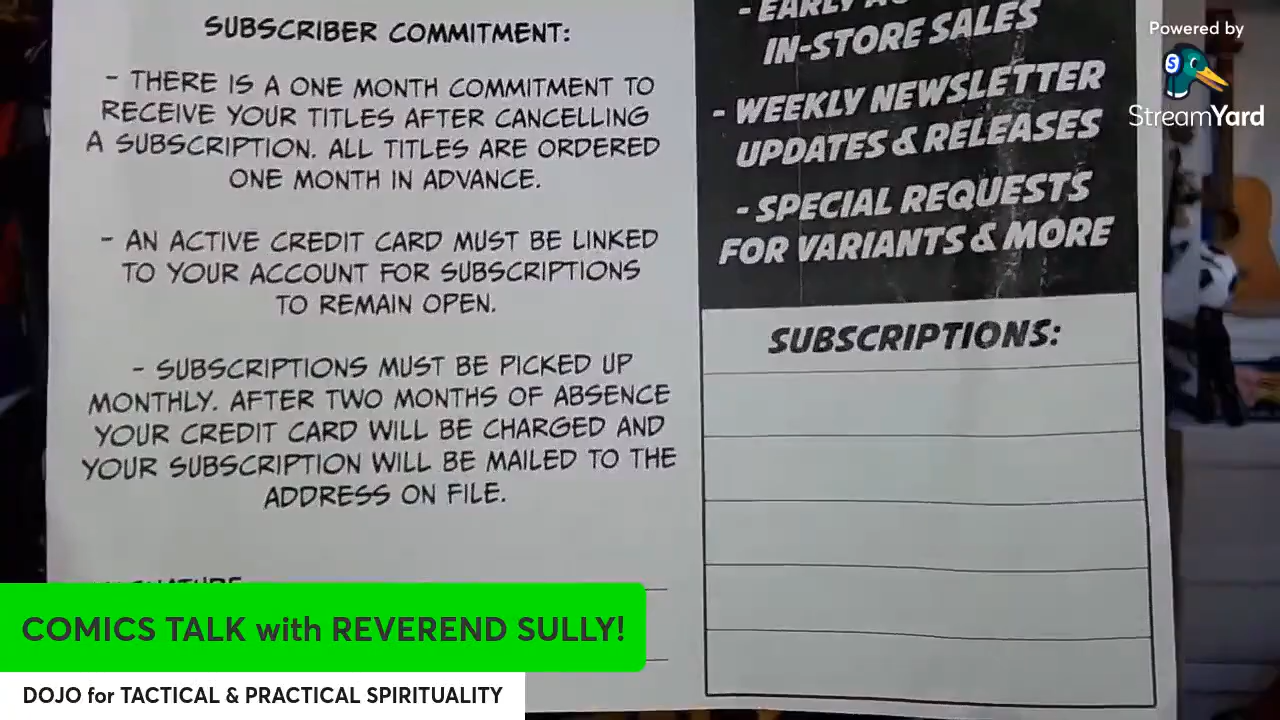 SUBSCRIBER COMMITMENT:
- THERE IS A ONE MONTH COMMITMENT TO
RECEIVE YOUR TITLES AFTER CANCELLING
A SUBSCRIPTION. ALL TITLES ARE ORDERED
ONE MONTH IN ADVANCE.
- AN ACTIVE CREDIT CARD MUST BE LINKED
TO YOUR ACCOUNT FOR SUBSCRIPTIONS
TO REMAIN OPEN.
- SUBSCRIPTIONS MUST BE PICKED UP
MONTHLY. AFTER TWO MONTHS OF ABSENCE
YOUR CREDIT CARD WILL BE CHARGED AND
YOUR SUBSCRIPTION WILL BE MAILED TO THE
ADDRESS ON FILE.
- EARLY
IN-STORE SALES
- WEEKLY NEWSLETTER
UPDATES & RELEASES
- SPECIAL REQUESTS
FOR VARIANTS & MORE
SUBSCRIPTIONS:
Powered by
StreamYard
COMICS TALK with REVEREND SULLY!
DOJO for TACTICAL & PRACTICAL SPIRITUALITY